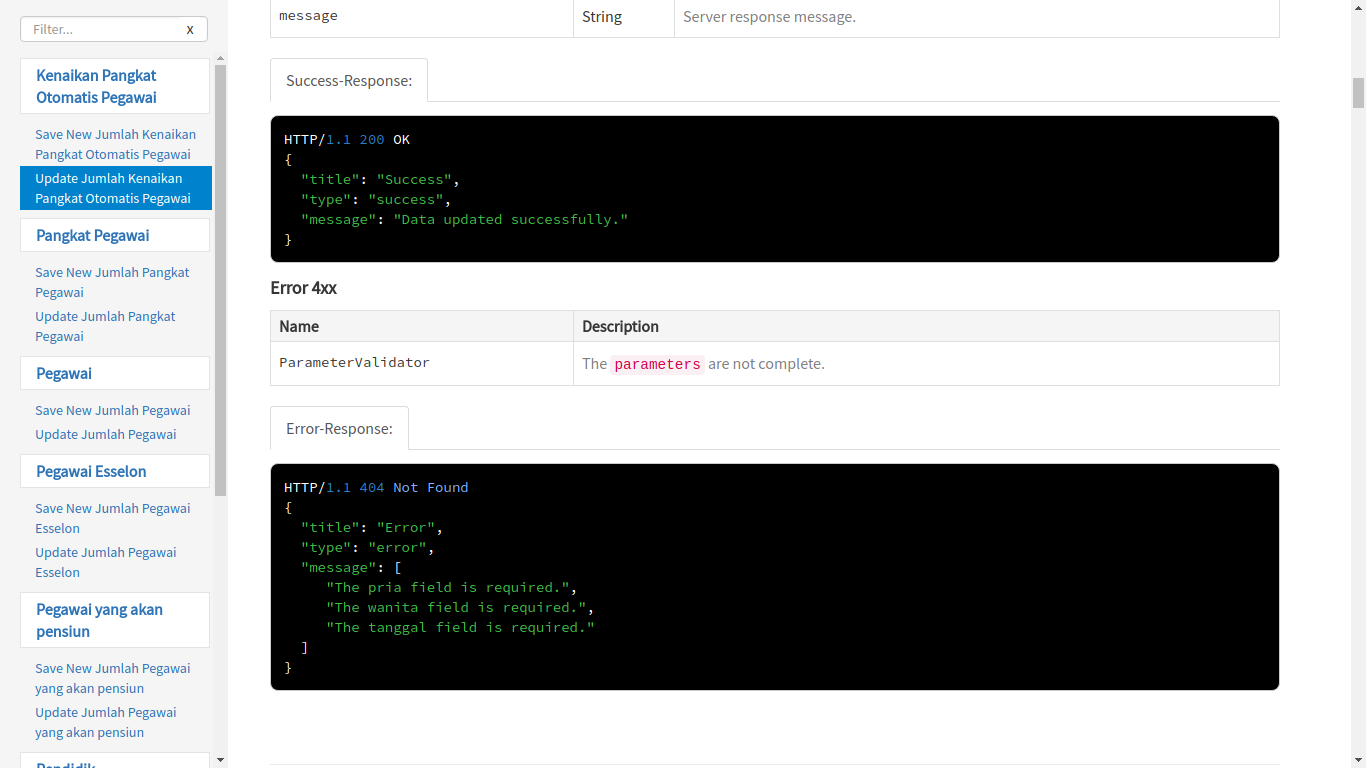 Filter...
x
Kenaikan Pangkat
Otomatis Pegawai
Save New Jumlah Kenaikan
Pangkat Otomatis Pegawai
Update Jumlah Kenaikan
Pangkat Otomatis Pegawai
Pangkat Pegawai
Save New Jumlah Pangkat
Pegawai
Update Jumlah Pangkat
Pegawai
Pegawai
Save New Jumlah Pegawai
Update Jumlah Pegawai
Pegawai Esselon
Save New Jumlah Pegawai
Esselon
Update Jumlah Pegawai
Esselon
Pegawai yang akan
pensiun
Save New Jumlah Pegawai
yang akan pensiun
Update Jumlah Pegawai
yang akan pensiun
Pendidik
message String Server response message.
Success-Response:
HTTP/1.1 200 OK
{
"title": "Success",
"type": "success",
"message": "Data updated successfully."
}
Error 4xx
Name Description
ParameterValidator The parameters are not complete.
Error-Response:
HTTP/1.1 404 Not Found
{
"title": "Error",
"type": "error",
"message": [
"The pria field is required.",
"The wanita field is required.",
"The tanggal field is required."
]
}